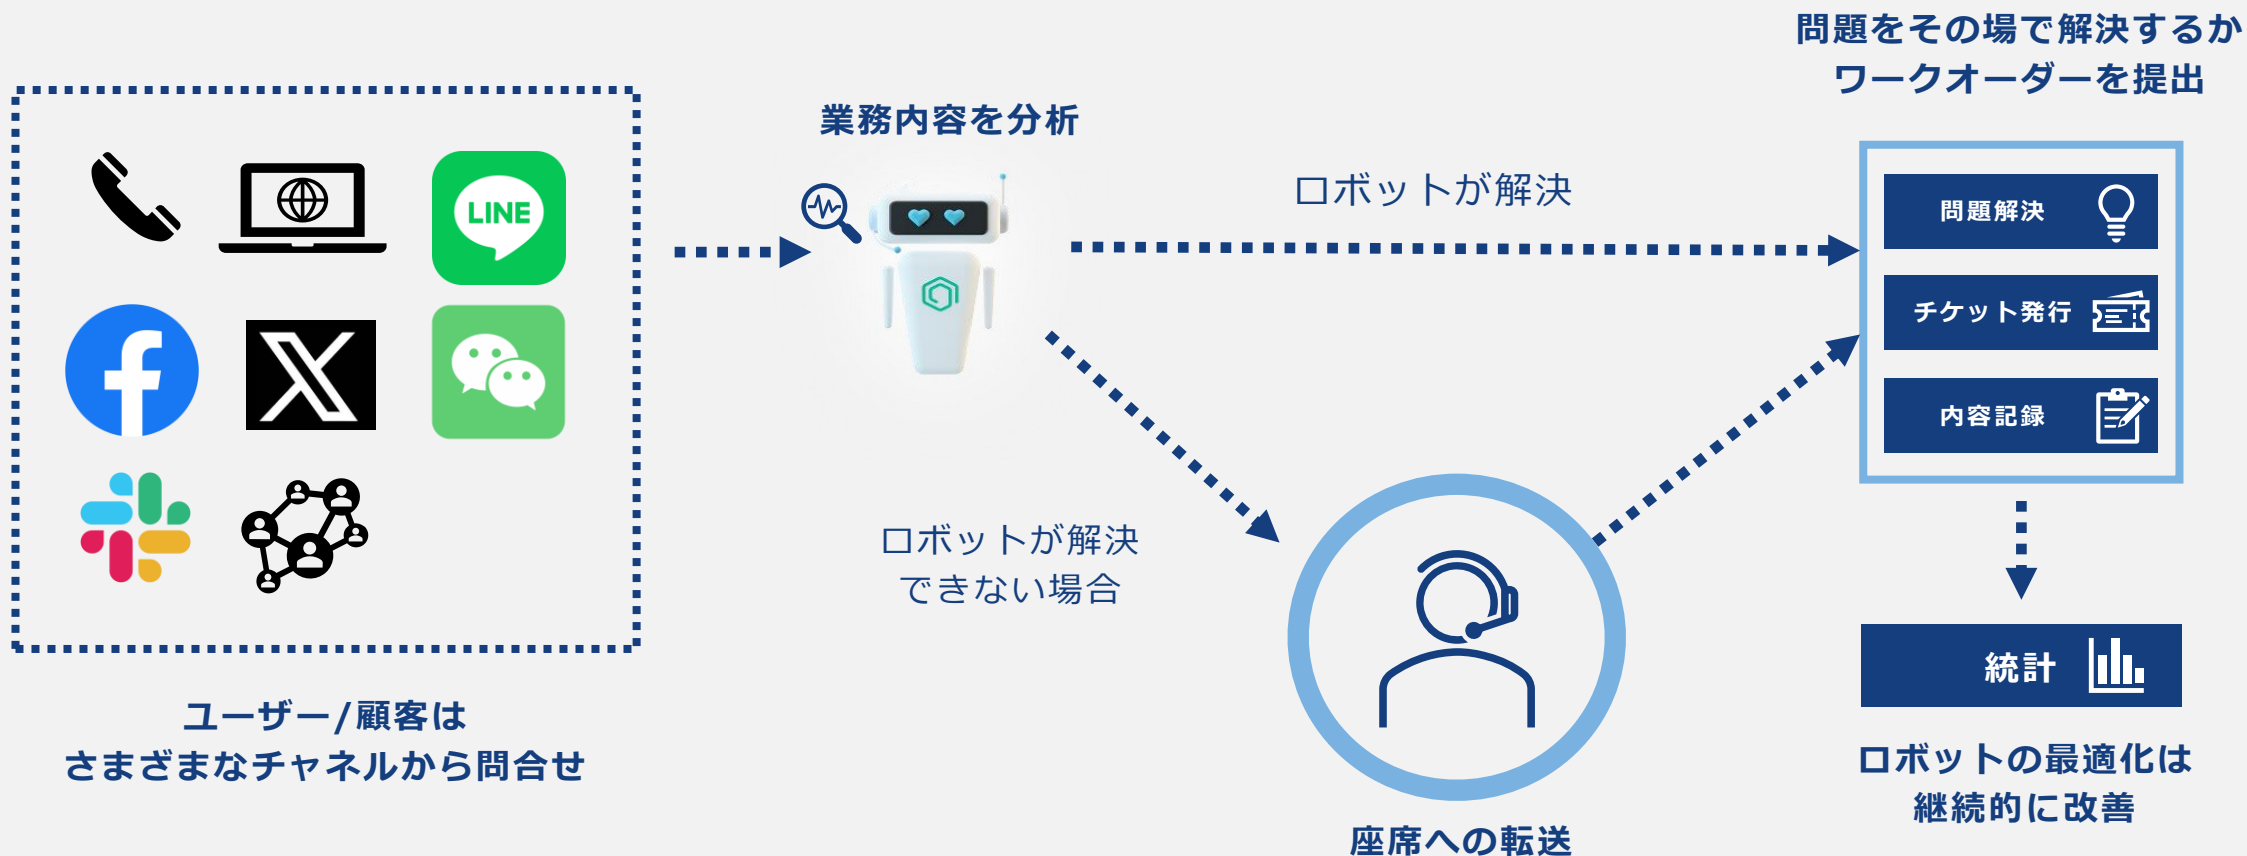 問題をその場で解決するか
ワークオーダーを提出
業務内容を分析
LINE
ロボットが解決
問題解決
チケット発行
内容記録
ロボットが解決
できない場合
統計
ユーザー/顧客は
さまざまなチャネルから問合せ
ロボットの最適化は
継続的に改善
座席への転送